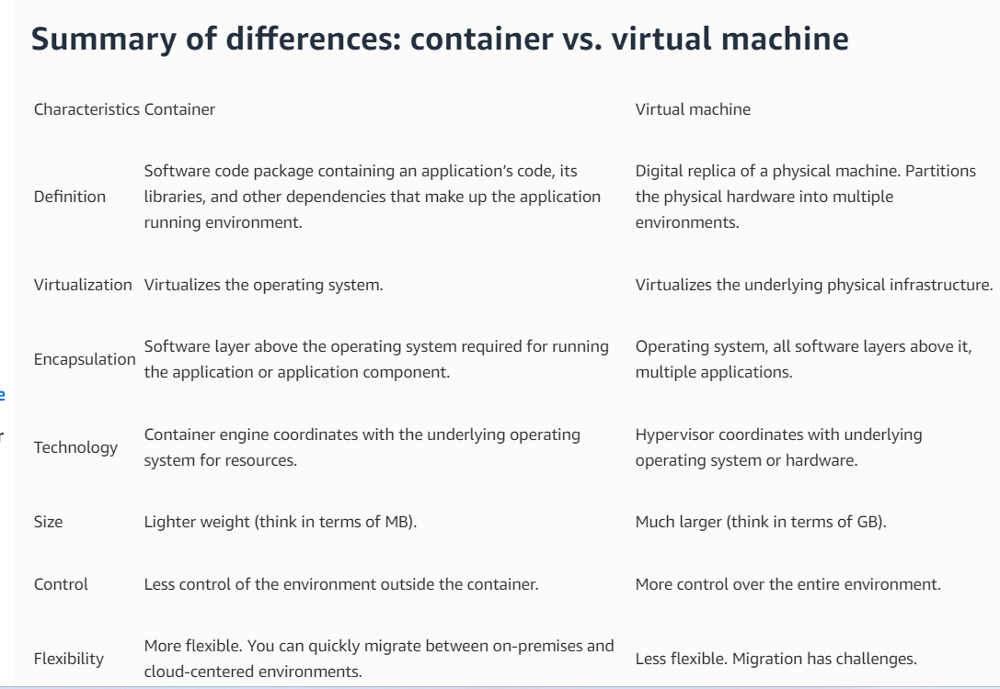 Summary of differences: container vs. virtual machine
Characteristics Container Virtual machine
Software code package containing an application's code, its
libraries, and other dependencies that make up the application
running environment.
Definition
Digital replica of a physical machine. Partitions
the physical hardware into multiple
environments.
Virtualization Virtualizes the operating system. Virtualizes the underlying physical infrastructure.
Encapsulation
Software layer above the operating system required for running
the application or application component.
Operating system, all software layers above it,
multiple applications.
e
r
Technology
Container engine coordinates with the underlying operating
system for resources.
Hypervisor coordinates with underlying
operating system or hardware.
Size Lighter weight (think in terms of MB). Much larger (think in terms of GB).
Control Less control of the environment outside the container. More control over the entire environment.
Flexibility
More flexible. You can quickly migrate between on-premises and
cloud-centered environments.
Less flexible. Migration has challenges.